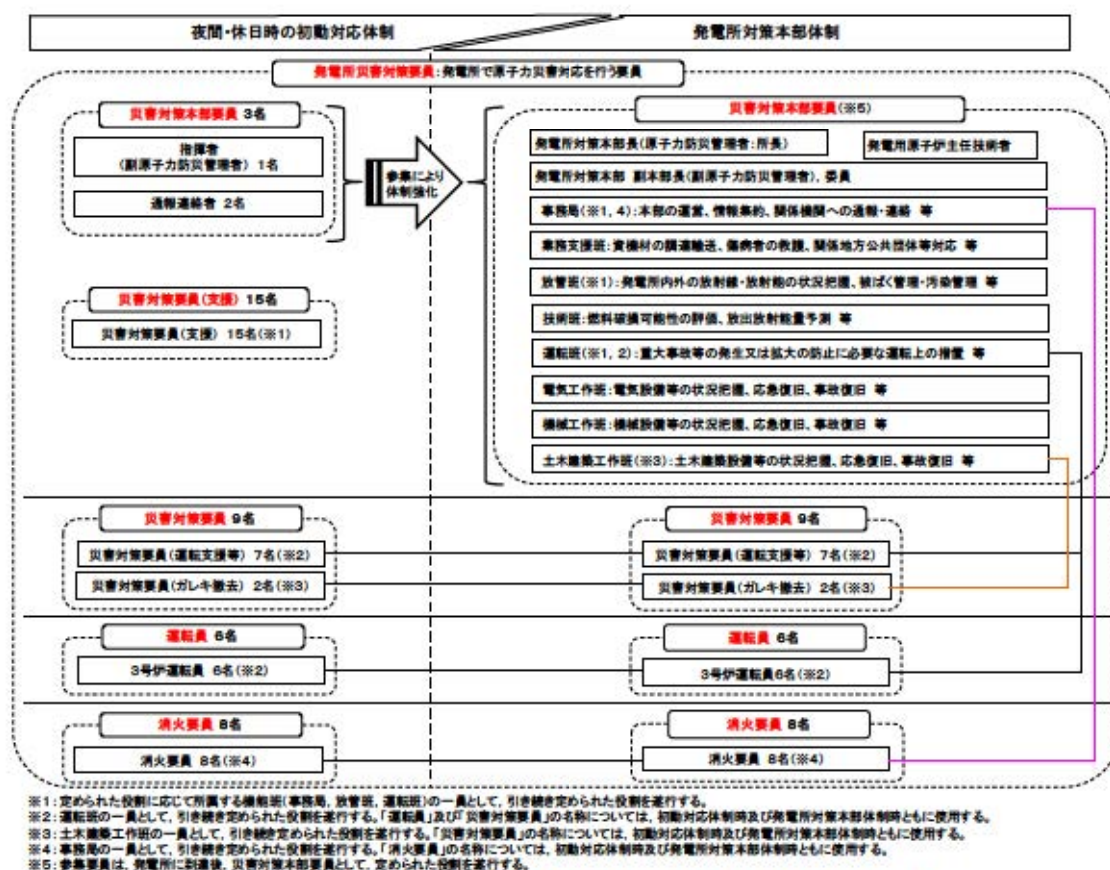 夜間・休日時の初動対応体制
発電所対策本部体制
発電所災害対策要員:発電所で原子力災害対応を行う要員
災害対策本部要員 3名
指揮者
(副原子力防災管理者) 1名
通報連絡者 2名
参集により
体制強化
災害対策要員(支援) 15名
災害対策要員(支援) 15名(※1)
災害対策本部要員(※5)
発電所対策本部長(原子力防災管理者:所長)
発電用原子炉主任技術者
発電所対策本部 副本部長(副原子力防災管理者), 委員
事務局(※1, 4):本部の運営、情報集約、関係機関への通報・連絡 等
業務支援班:資機材の調達輸送、傷病者の救護、関係地方公共団体等対応 等
放管班(※1):発電所内外の放射線・放射能の状況把握、被ばく管理・汚染管理 等
技術班:燃料破損可能性の評価、放出放射能量予測 等
運転班(※1, 2):重大事故等の発生又は拡大の防止に必要な運転上の措置 等
電気工作班:電気設備等の状況把握、応急復旧、事故復旧 等
機械工作班:機械設備等の状況把握、応急復旧、事故復旧 等
土木建築工作班(※3):土木建築設備等の状況把握、応急復旧、事故復旧 等
災害対策要員 9名
災害対策要員(運転支援等) 7名(※2)
災害対策要員(ガレキ撤去) 2名(※3)
災害対策要員 9名
災害対策要員(運転支援等) 7名(※2)
災害対策要員(ガレキ撤去) 2名(※3)
運転員 6名
3号炉運転員 6名(※2)
運転員 6名
3号炉運転員6名(※2)
消火要員 8名
消火要員 8名(※4)
消火要員 8名
消火要員 8名(※4)
※1:定められた役割に応じて所属する機能班(事務局, 放管班, 運転班)の一員として, 引き続き定められた役割を遂行する。
※2:運転班の一員として, 引き続き定められた役割を遂行する。「運転員」及び「災害対策要員」の名称については, 初動対応体制時及び発電所対策本部体制時ともに使用する。
※3:土木建築工作班の一員として, 引き続き定められた役割を遂行する。「災害対策要員」の名称については, 初動対応体制時及び発電所対策本部体制時ともに使用する。
※4:事務局の一員として, 引き続き定められた役割を遂行する。「消火要員」の名称については, 初動対応体制時及び発電所対策本部体制時ともに使用する。
※5:参集要員は, 発電所に到達後, 災害対策本部要員として, 定められた役割を遂行する。